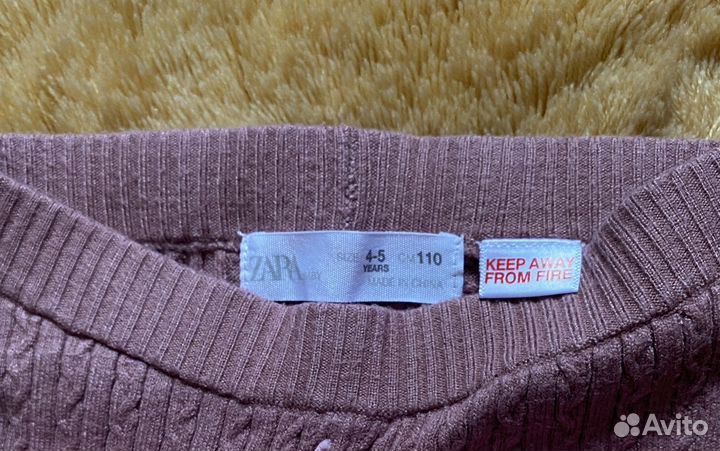 ZARA
SIZE 4-5 CM 110
YEARS
MADE IN CHINA
KEEP AWAY
FROM FIRE
Avito